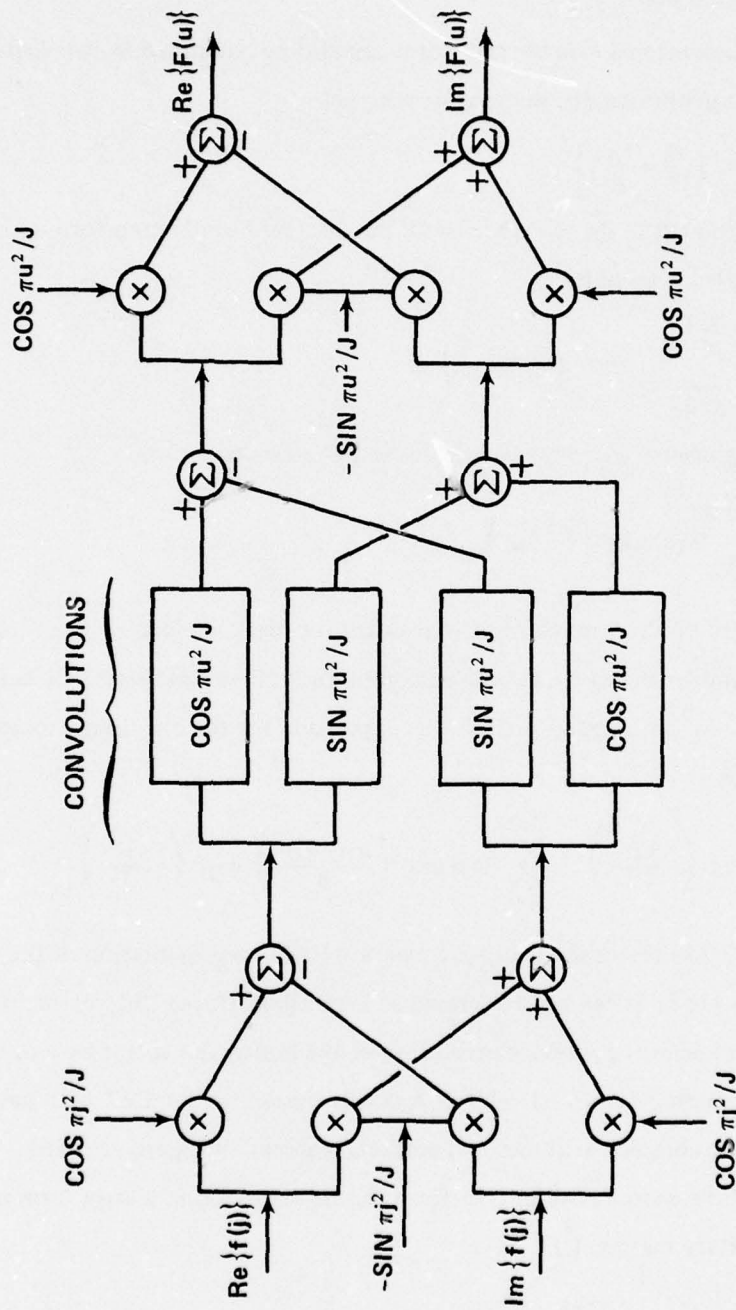 COS πj²/J
Re {f(j)}
-SIN πj²/J
Im {f(j)}
COS πj²/J
×
×
×
×
+
Σ
−
+
Σ
+
CONVOLUTIONS
COS πu²/J
SIN πu²/J
SIN πu²/J
COS πu²/J
+
Σ
−
+
Σ
+
COS πu²/J
-SIN πu²/J
COS πu²/J
×
×
×
×
+
Σ
−
+
Σ
+
Re {F(u)}
Im {F(u)}